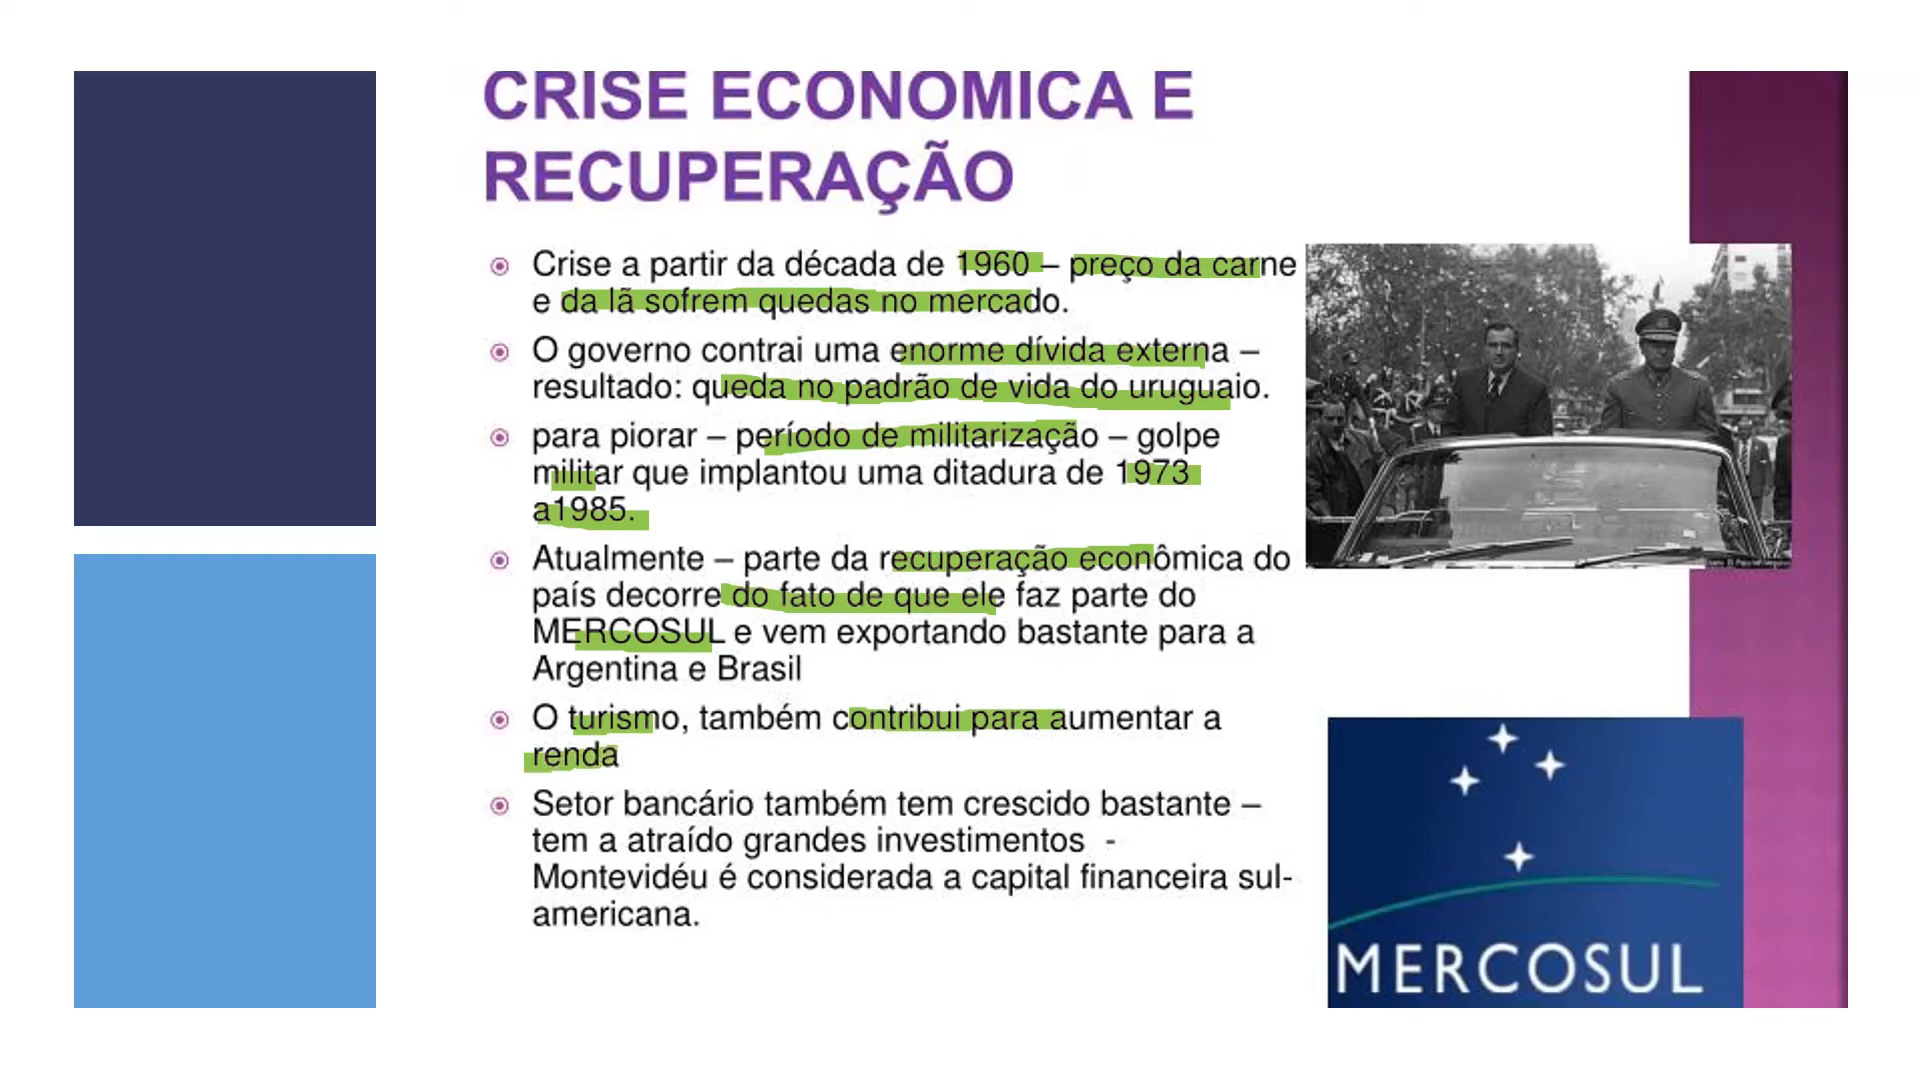 CRISE ECONOMICA E
RECUPERAÇÃO
Crise a partir da década de 1960 – preço da carne
e da lã sofrem quedas no mercado.
O governo contrai uma enorme dívida externa –
resultado: queda no padrão de vida do uruguaio.
para piorar – período de militarização – golpe
militar que implantou uma ditadura de 1973
a1985.
Atualmente – parte da recuperação econômica do
país decorre do fato de que ele faz parte do
MERCOSUL e vem exportando bastante para a
Argentina e Brasil
O turismo, também contribui para aumentar a
renda
Setor bancário também tem crescido bastante –
tem a atraído grandes investimentos -
Montevidéu é considerada a capital financeira sul-
americana.
MERCOSUL